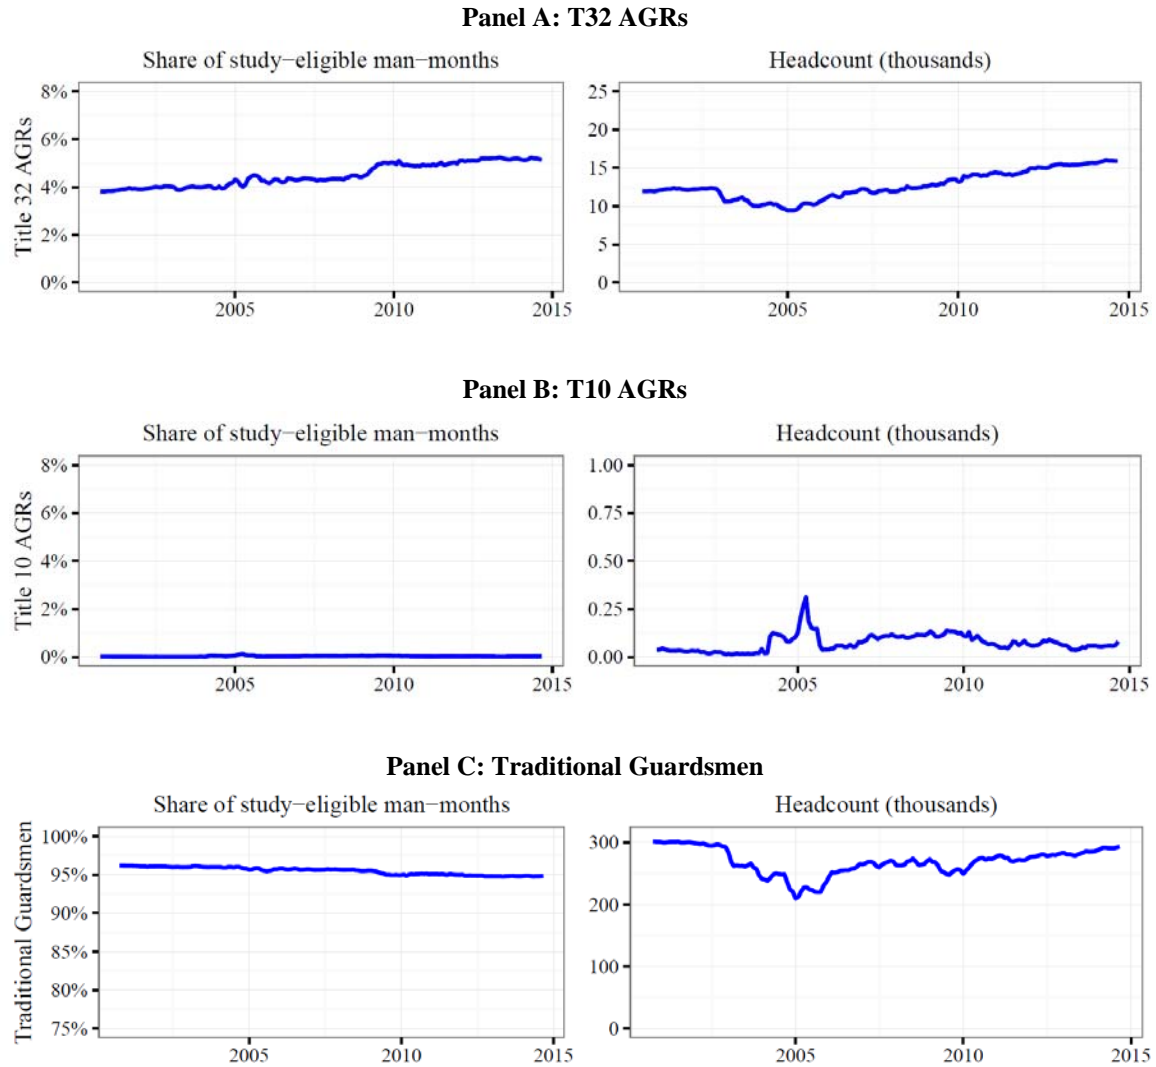 Panel A: T32 AGRs
Share of study−eligible man−months
Title 32 AGRs
8%
6%
4%
2%
0%
2005 2010 2015
Headcount (thousands)
25
20
15
10
5
0
2005 2010 2015
Panel B: T10 AGRs
Share of study−eligible man−months
Title 10 AGRs
8%
6%
4%
2%
0%
2005 2010 2015
Headcount (thousands)
1.00
0.75
0.50
0.25
0.00
2005 2010 2015
Panel C: Traditional Guardsmen
Share of study−eligible man−months
Traditional Guardsmen
100%
95%
90%
85%
80%
75%
2005 2010 2015
Headcount (thousands)
300
200
100
0
2005 2010 2015